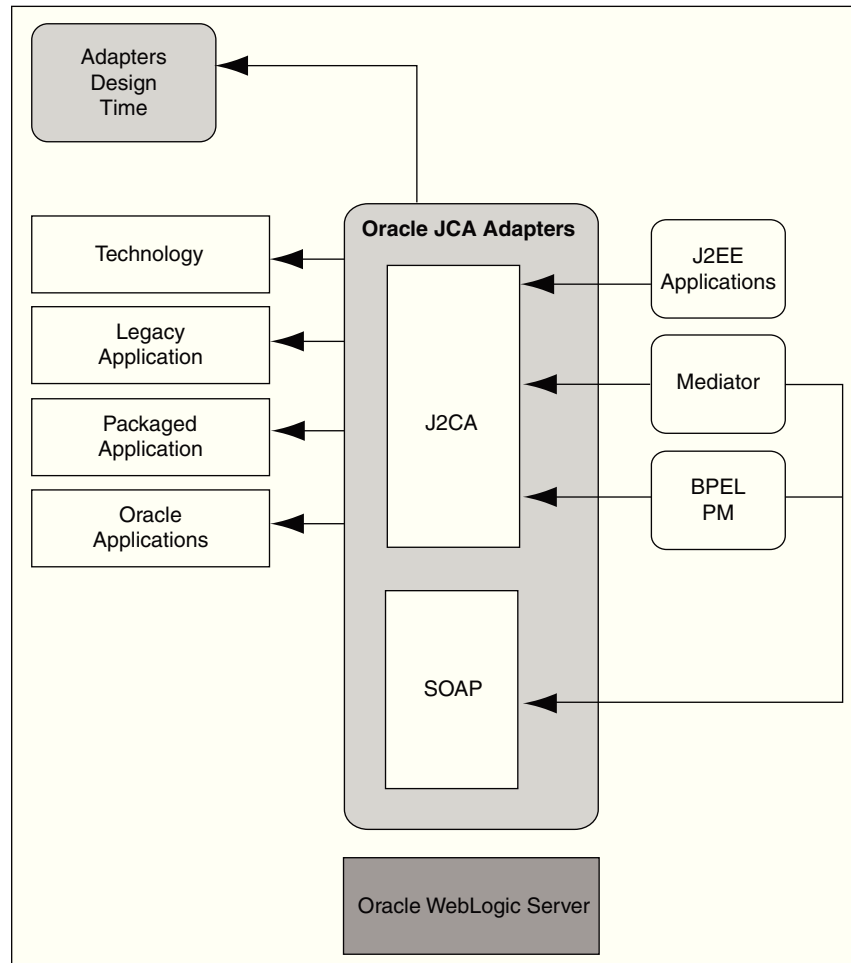 Adapters
Design
Time
Oracle JCA Adapters
Technology
Legacy
Application
Packaged
Application
Oracle
Applications
J2CA
SOAP
J2EE
Applications
Mediator
BPEL
PM
Oracle WebLogic Server